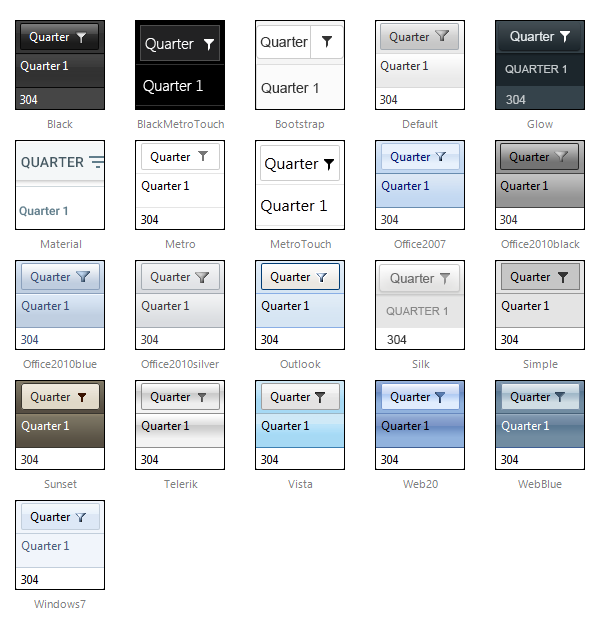 Quarter
Quarter 1
304
Black
Quarter
Quarter 1
BlackMetroTouch
Quarter
Quarter 1
Bootstrap
Quarter
Quarter 1
304
Default
Quarter
QUARTER 1
304
Glow
QUARTER
Quarter 1
Material
Quarter
Quarter 1
304
Metro
Quarter
Quarter 1
MetroTouch
Quarter
Quarter 1
304
Office2007
Quarter
Quarter 1
304
Office2010black
Quarter
Quarter 1
304
Office2010blue
Quarter
Quarter 1
304
Office2010silver
Quarter
Quarter 1
304
Outlook
Quarter
QUARTER 1
304
Silk
Quarter
Quarter 1
304
Simple
Quarter
Quarter 1
304
Sunset
Quarter
Quarter 1
304
Telerik
Quarter
Quarter 1
304
Vista
Quarter
Quarter 1
304
Web20
Quarter
Quarter 1
304
WebBlue
Quarter
Quarter 1
304
Windows7